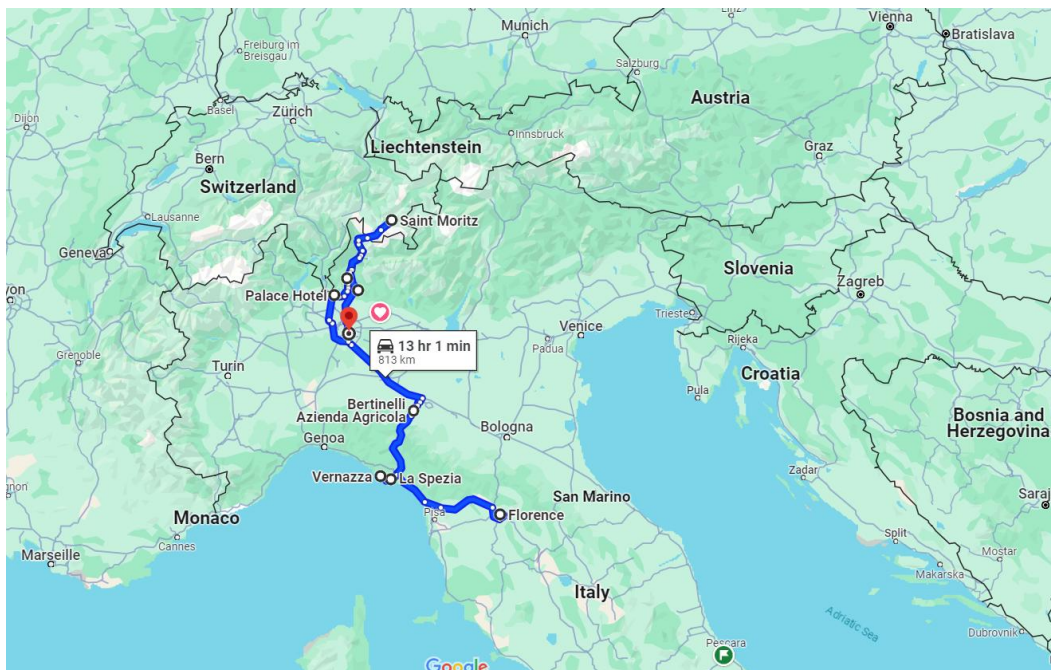 Munich
Vienna
Bratislava
Linz
Salzburg
Freiburg im
Breisgau
Austria
Basel
Zürich
Innsbruck
Dijon
Liechtenstein
Graz
Bern
Switzerland
Lausanne
Saint Moritz
Geneva
Slovenia
Zagreb
yon
Palace Hotel
Trieste
Venice
Padua
Rijeka
13 hr 1 min
813 km
Grenoble
Turin
Croatia
Pula
Bertinelli
Azienda Agricola
Bosnia and
Herzegovina
Genoa
Bologna
Zadar
Vernazza
La Spezia
San Marino
Saraj
Pisa
Florence
Monaco
Cannes
Split
Marseille
Mostar
Makarska
Italy
Adriatic Sea
Dubrovnik
Pescara
Google